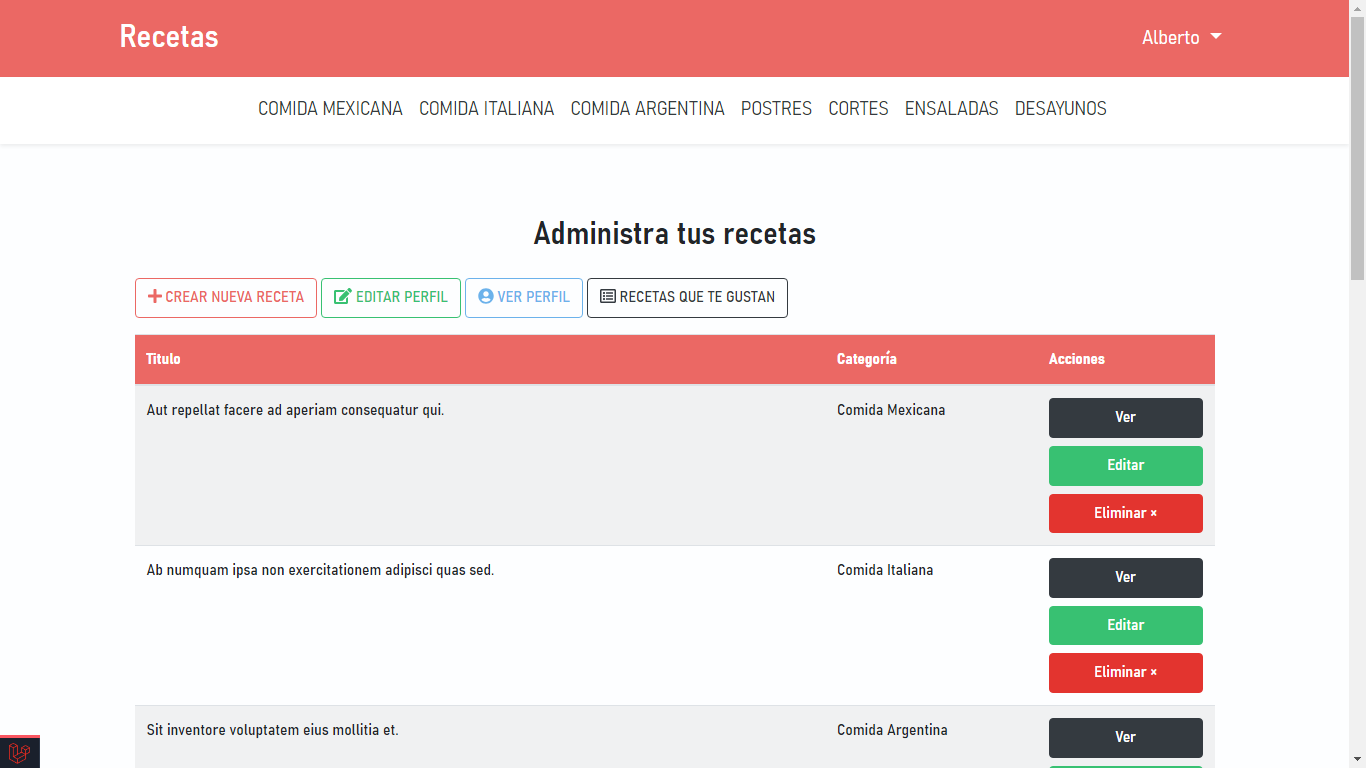 Recetas
Alberto
COMIDA MEXICANA COMIDA ITALIANA COMIDA ARGENTINA POSTRES CORTES ENSALADAS DESAYUNOS
Administra tus recetas
CREAR NUEVA RECETA EDITAR PERFIL VER PERFIL RECETAS QUE TE GUSTAN
Titulo Categoría Acciones
Aut repellat facere ad aperiam consequatur qui. Comida Mexicana Ver
Editar
Eliminar ×
Ab numquam ipsa non exercitationem adipisci quas sed. Comida Italiana Ver
Editar
Eliminar ×
Sit inventore voluptatem eius mollitia et. Comida Argentina Ver